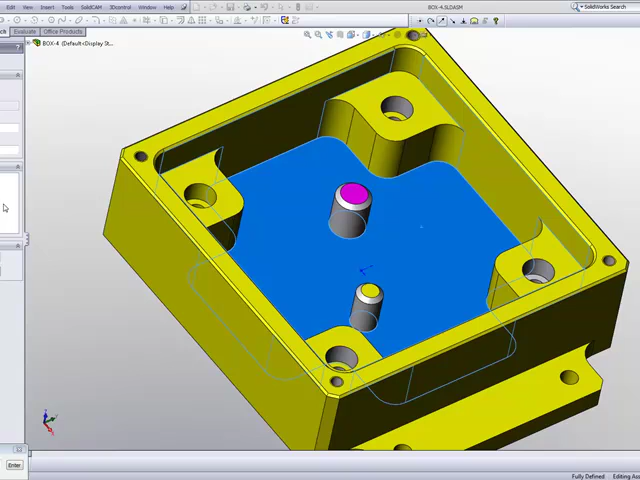 Edit View Insert Tools SolidCAM 3Dcontrol Window Help
BOX-4.SLDASM
SolidWorks Search
Evaluate Office Products
BOX-4 (Default<Display St...
Enter
Fully Defined Editing Ass